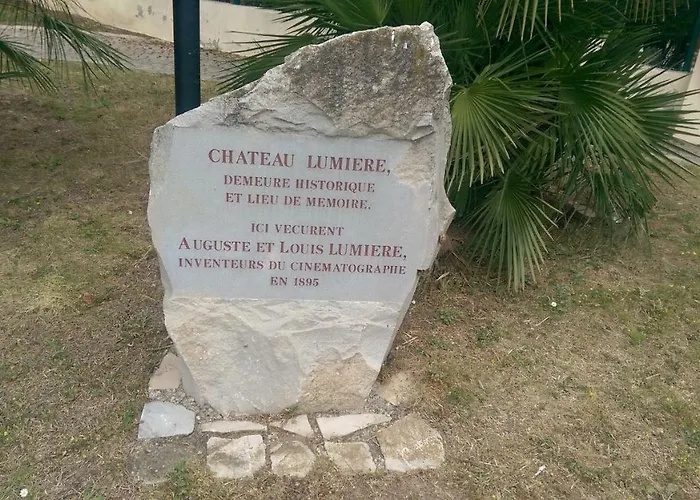 CHATEAU LUMIERE,
DEMEURE HISTORIQUE
ET LIEU DE MEMOIRE.
ICI VECURENT
AUGUSTE ET LOUIS LUMIERE,
INVENTEURS DU CINEMATOGRAPHE
EN 1895